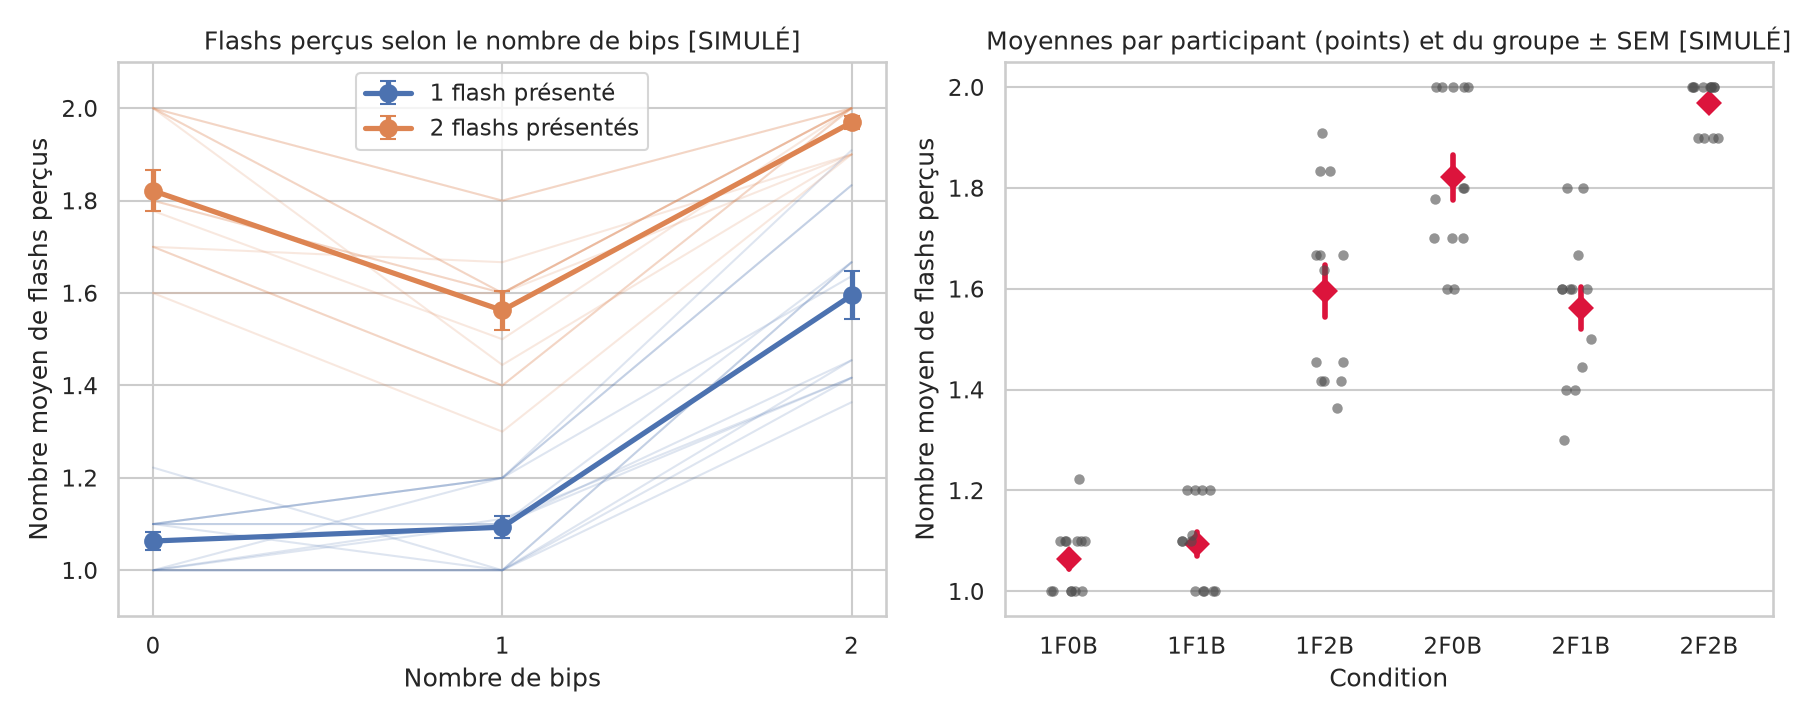 Flashs perçus selon le nombre de bips [SIMULÉ]
1 flash présenté
2 flashs présentés
Nombre moyen de flashs perçus
2.0
1.8
1.6
1.4
1.2
1.0
0 1 2
Nombre de bips
Moyennes par participant (points) et du groupe ± SEM [SIMULÉ]
Nombre moyen de flashs perçus
2.0
1.8
1.6
1.4
1.2
1.0
1F0B 1F1B 1F2B 2F0B 2F1B 2F2B
Condition